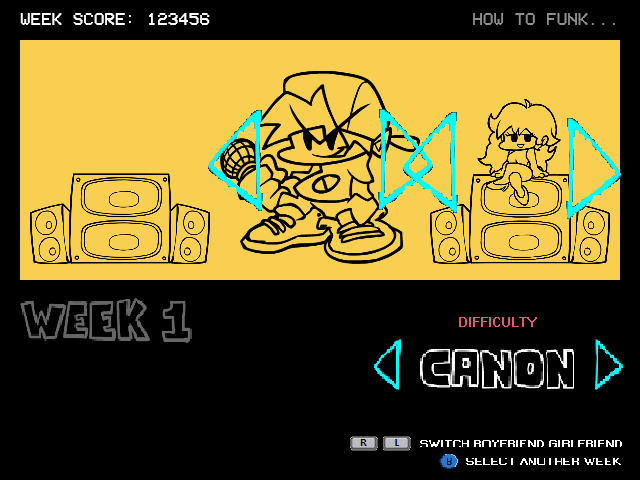 WEEK SCORE: 123456
HOW TO FUNK...
WEEK 1
DIFFICULTY
CANON
R L SWITCH BOYFRIEND GIRLFRIEND
SELECT ANOTHER WEEK